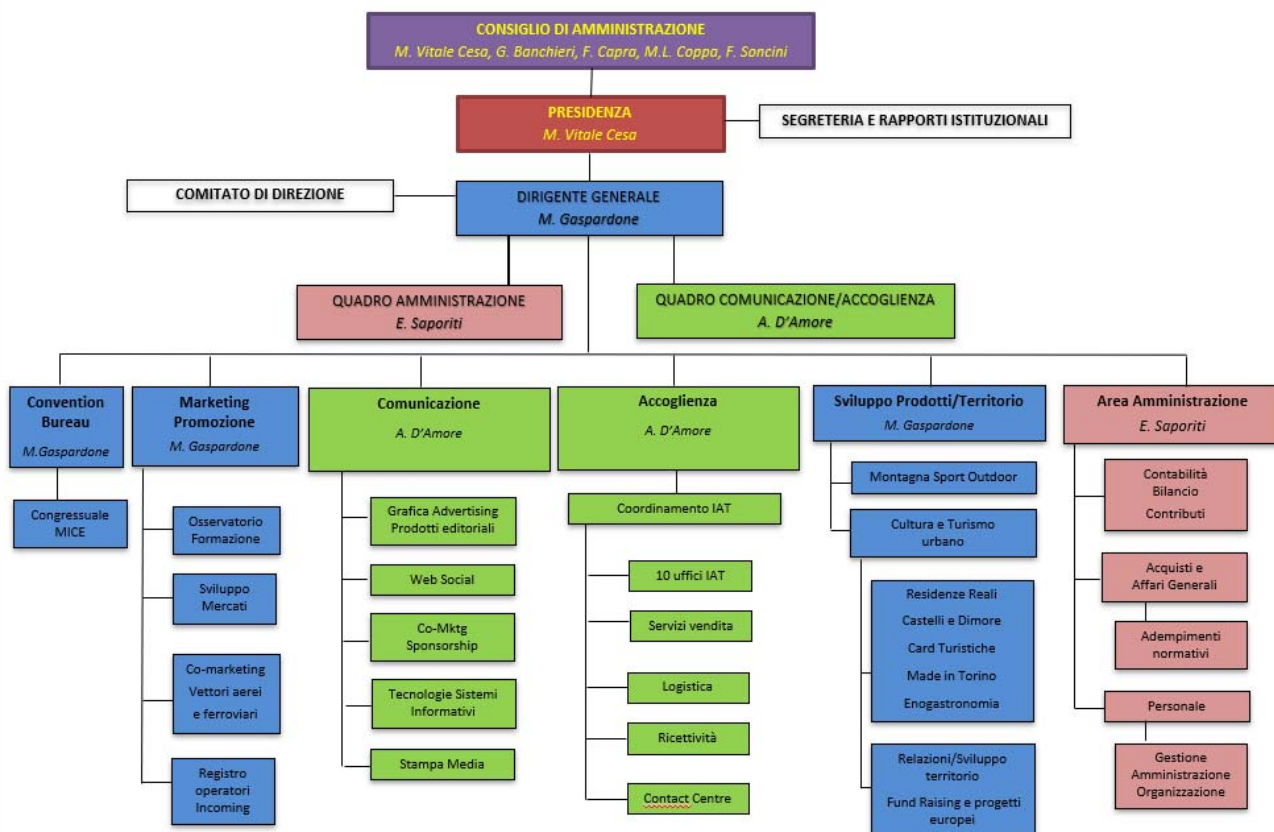 CONSIGLIO DI AMMINISTRAZIONE
M. Vitale Cesa, G. Banchieri, F. Capra, M.L. Coppa, F. Soncini
PRESIDENZA
M. Vitale Cesa
SEGRETERIA E RAPPORTI ISTITUZIONALI
COMITATO DI DIREZIONE
DIRIGENTE GENERALE
M. Gaspardone
QUADRO AMMINISTRAZIONE
E. Saporiti
QUADRO COMUNICAZIONE/ACCOGLIENZA
A. D'Amore
Convention
Bureau
M.Gaspardone
Congressuale
MICE
Marketing
Promozione
M. Gaspardone
Osservatorio
Formazione
Sviluppo
Mercati
Co-marketing
Vettori aerei
e ferroviari
Registro
operatori
Incoming
Comunicazione
A. D'Amore
Grafica Advertising
Prodotti editoriali
Web Social
Co-Mktg
Sponsorship
Tecnologie Sistemi
Informativi
Stampa Media
Accoglienza
A. D'Amore
Coordinamento IAT
10 uffici IAT
Servizi vendita
Logistica
Ricettività
Contact Centre
Sviluppo Prodotti/Territorio
M. Gaspardone
Montagna Sport Outdoor
Cultura e Turismo
urbano
Residenze Reali
Castelli e Dimore
Card Turistiche
Made in Torino
Enogastronomia
Relazioni/Sviluppo
territorio
Fund Raising e progetti
europei
Area Amministrazione
E. Saporiti
Contabilità
Bilancio
Contributi
Acquisti e
Affari Generali
Adempimenti
normativi
Personale
Gestione
Amministrazione
Organizzazione